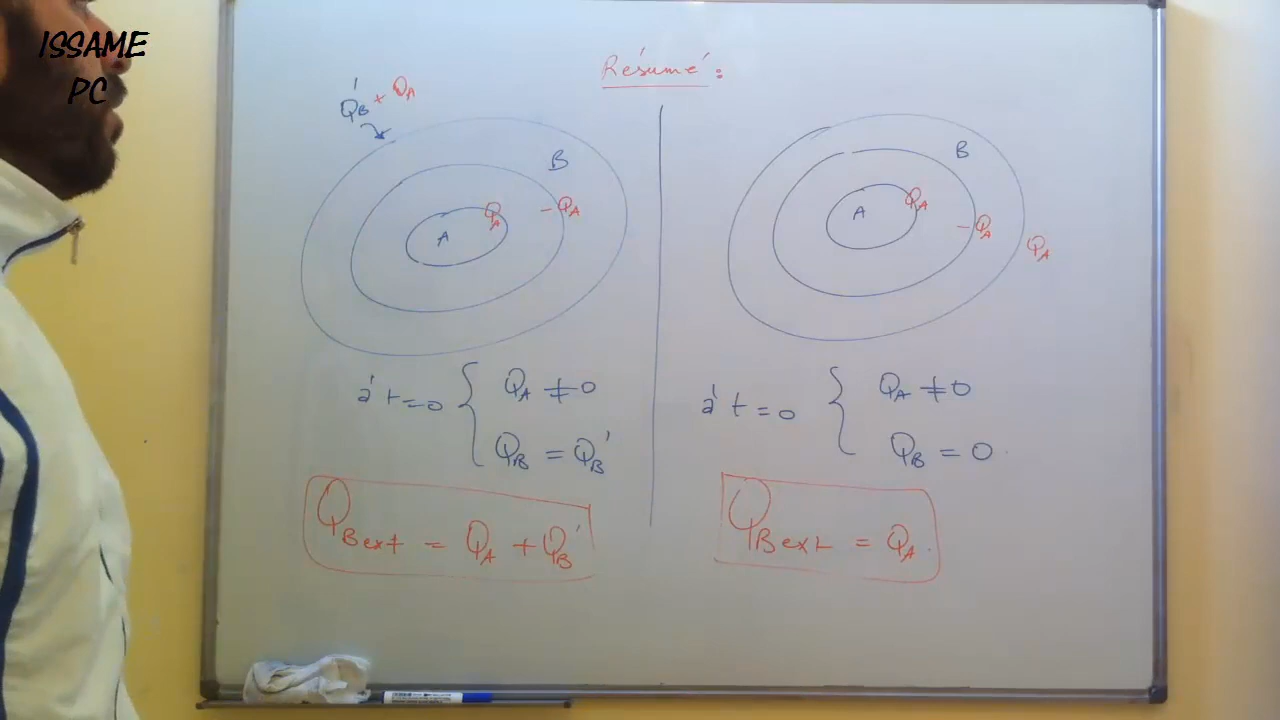 ISSAME
PC
Résumé:
Q'B + QA
B
A
QA
- QA
à t=0 { QA ≠ 0
QB = Q'B
QBext = QA + Q'B
B
A
QA
- QA
QA
à t=0 { QA ≠ 0
QB = 0
QBext = QA